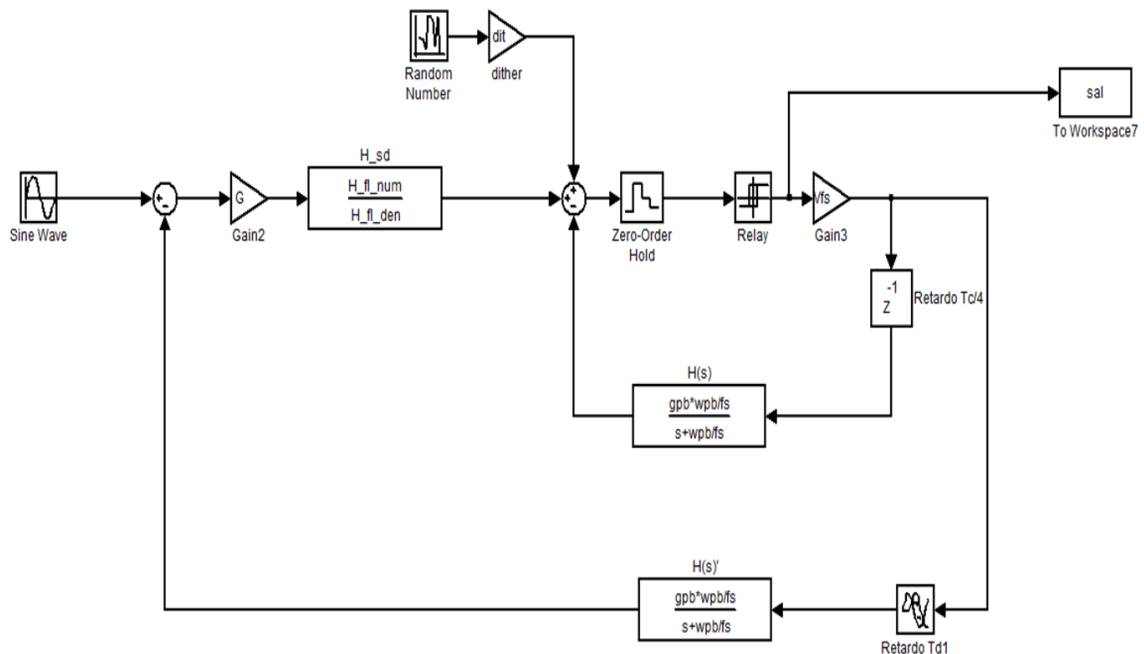 Random
Number
dit
dither
sal
To Workspace7
Sine Wave
G
Gain2
H_sd
H_fl_num
H_fl_den
Zero-Order
Hold
Relay
Vfs
Gain3
-1
Z
Retardo Tc/4
H(s)
gpb*wpb/fs
s+wpb/fs
H(s)'
gpb*wpb/fs
s+wpb/fs
Retardo Td1